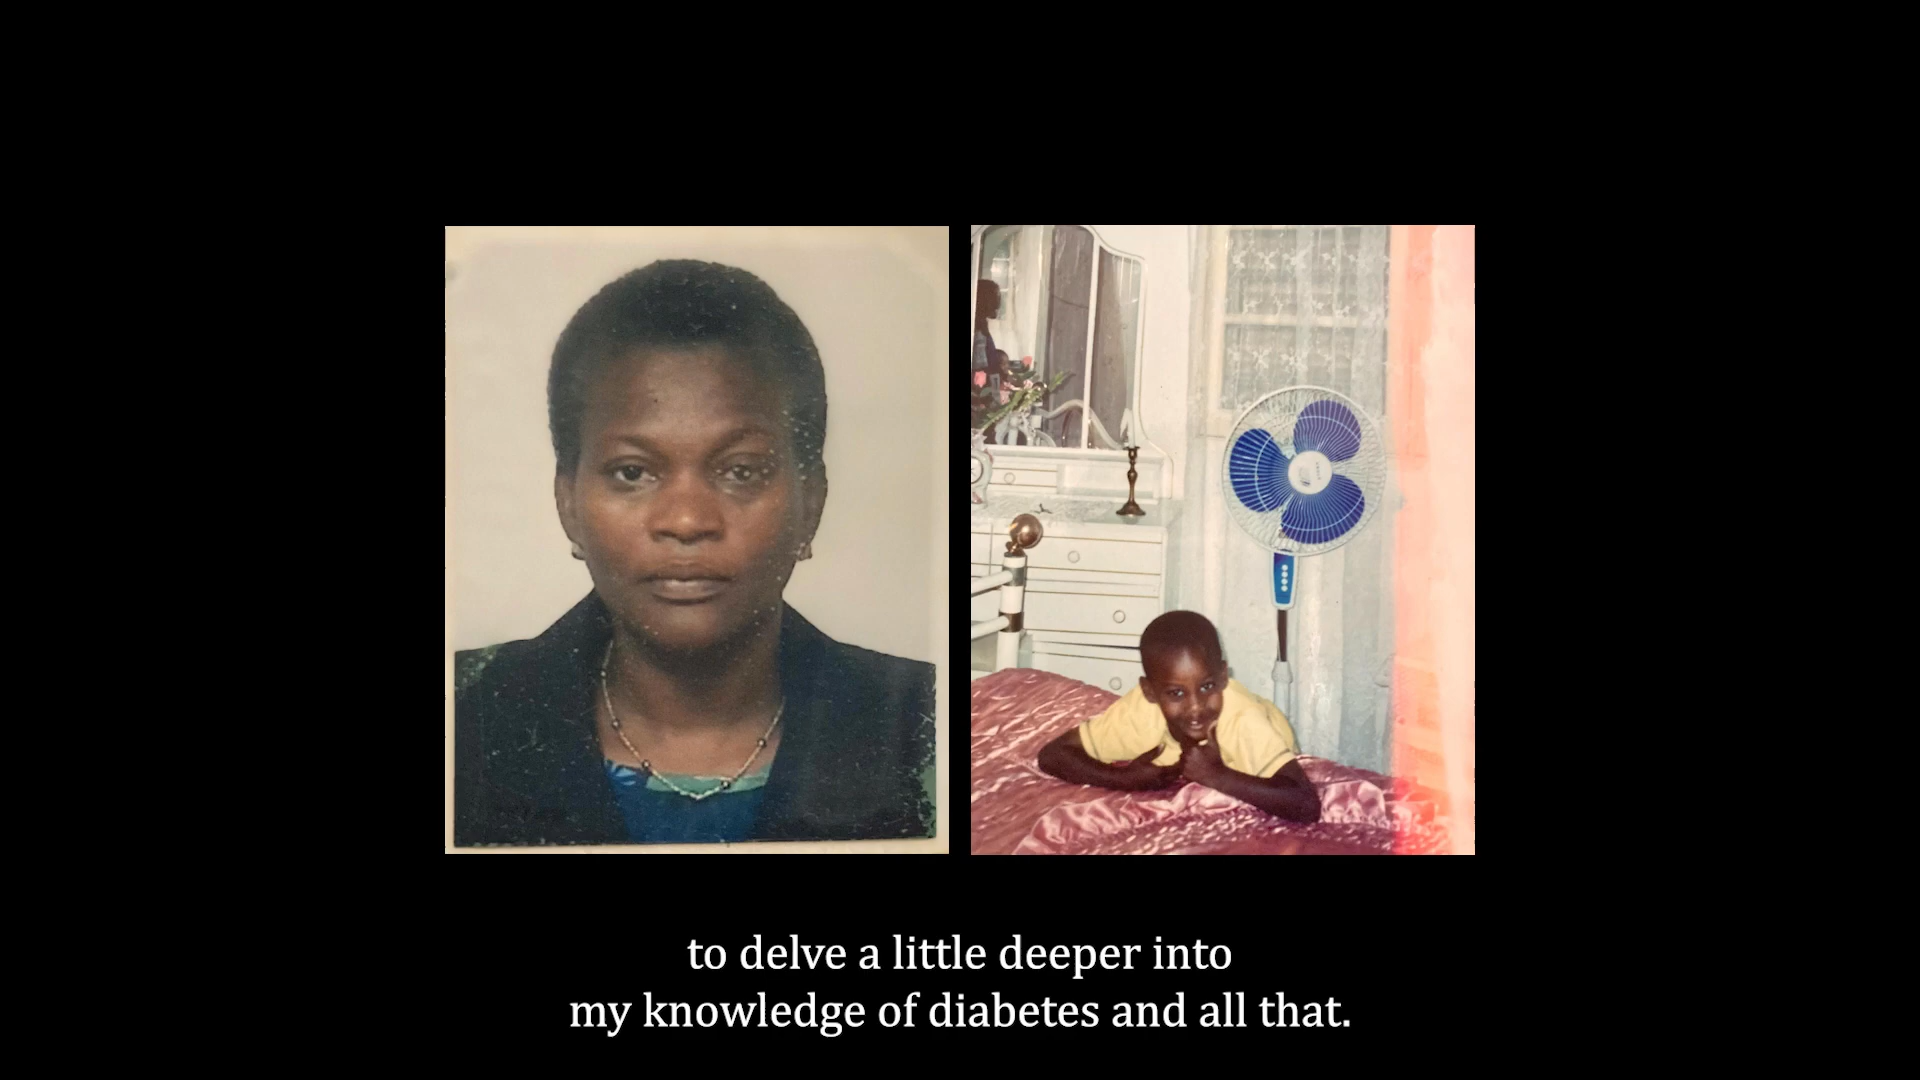 to delve a little deeper into
my knowledge of diabetes and all that.